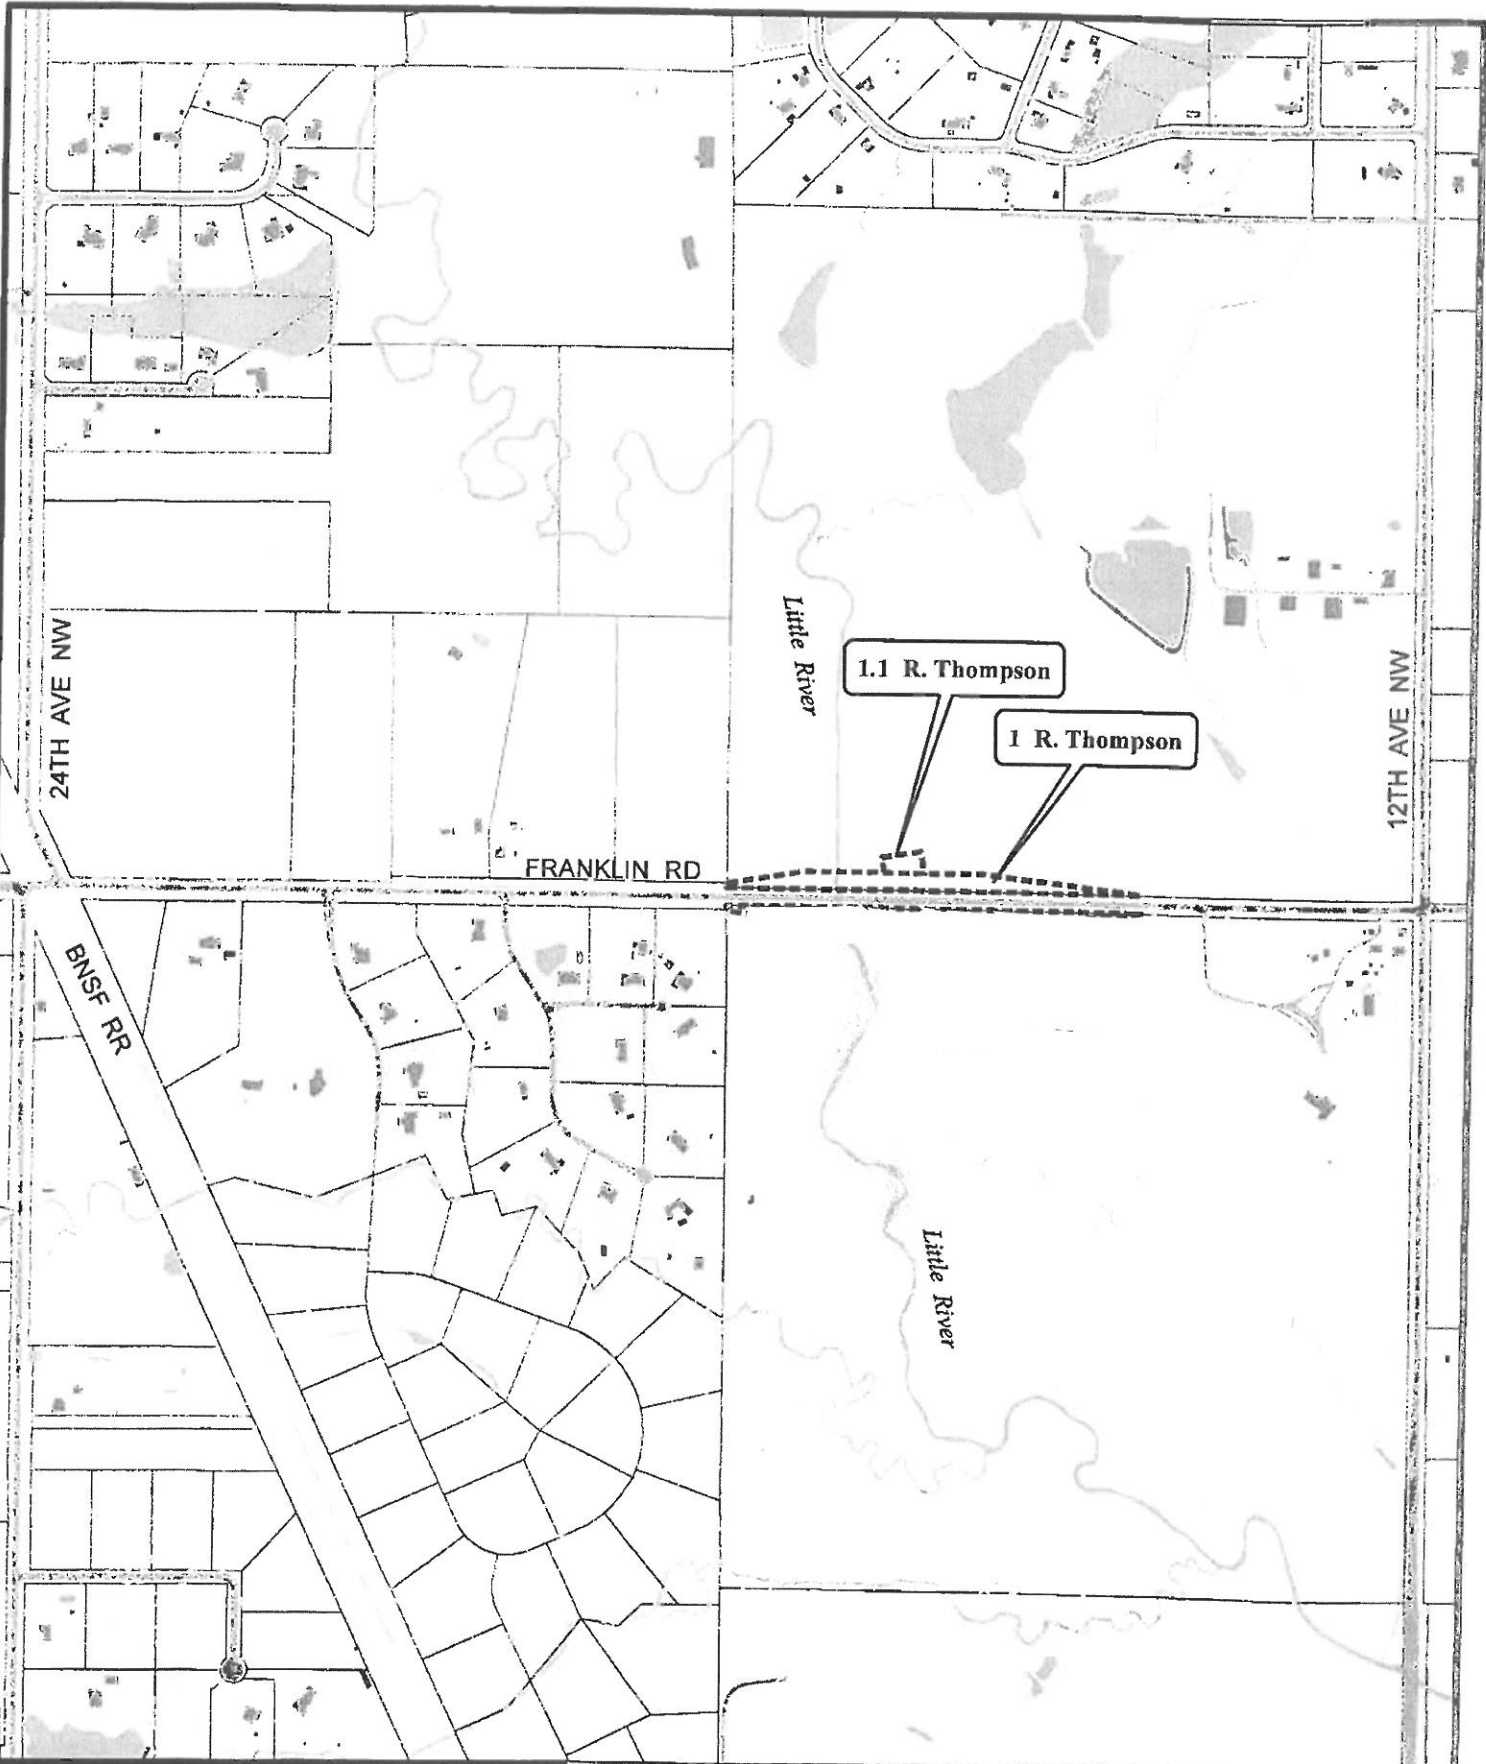 Little River
24TH AVE NW
1.1 R. Thompson
12TH AVE NW
1 R. Thompson
FRANKLIN RD
BNSF RR
Little River